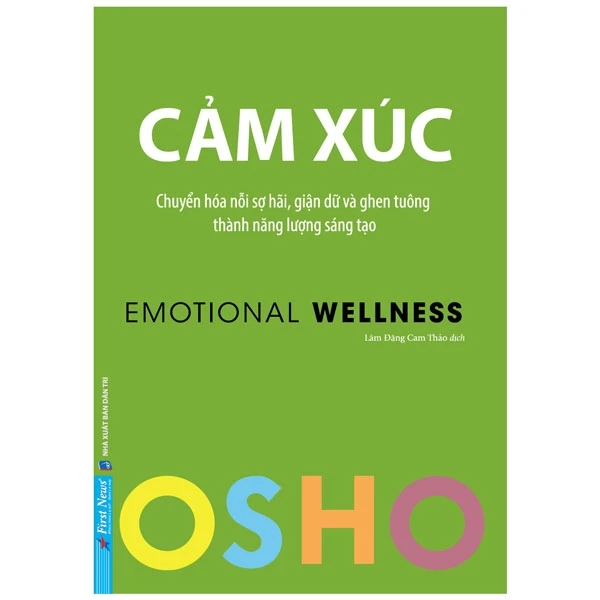 CẢM XÚC
Chuyển hóa nỗi sợ hãi, giận dữ và ghen tuông
thành năng lượng sáng tạo
EMOTIONAL WELLNESS
Lâm Đặng Cam Thảo dịch
NHÀ XUẤT BẢN DÂN TRÍ
First News
OSHO